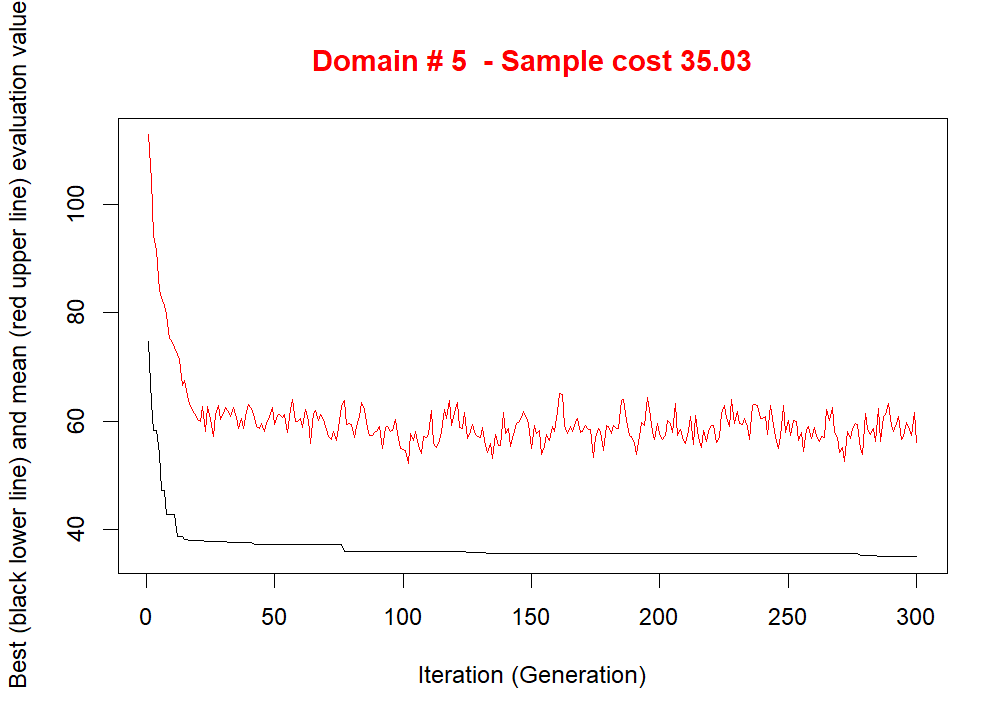 Domain # 5  - Sample cost 35.03
Best (black lower line) and mean (red upper line) evaluation value
100
80
60
40
0 50 100 150 200 250 300
Iteration (Generation)